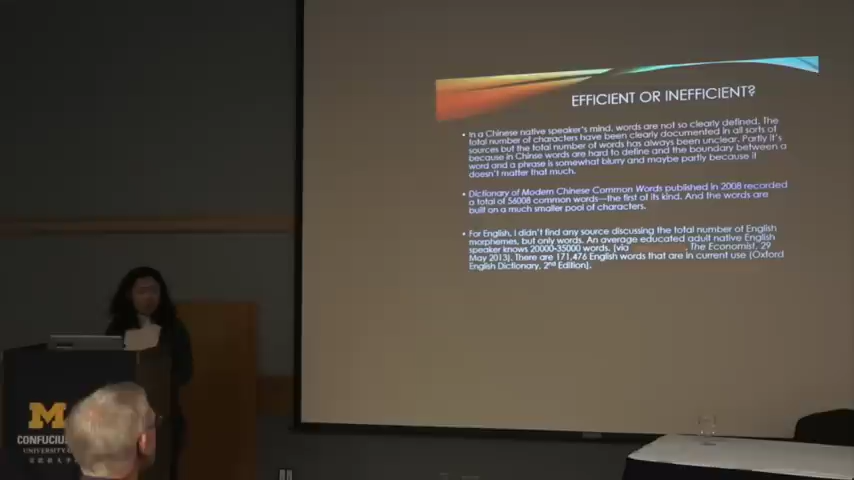 EFFICIENT OR INEFFICIENT?
• In a Chinese native speaker's mind, words are not so clearly defined. The
total number of characters have been clearly documented in all sorts of
sources but the total number of words has always been unclear. Partly it's
because in Chinse words are hard to define and the boundary between a
word and a phrase is somewhat blurry and maybe partly because it
doesn't matter that much.
• Dictionary of Modern Chinese Common Words published in 2008 recorded
a total of 56008 common words—the first of its kind. And the words are
built on a much smaller pool of characters.
• For English, I didn't find any source discussing the total number of English
morphemes, but only words. An average educated adult native English
speaker knows 20000-35000 words. (via , The Economist, 29
May 2013). There are 171,476 English words that are in current use (Oxford
English Dictionary, 2nd Edition).
M
CONFUCIUS
UNIVERSITY